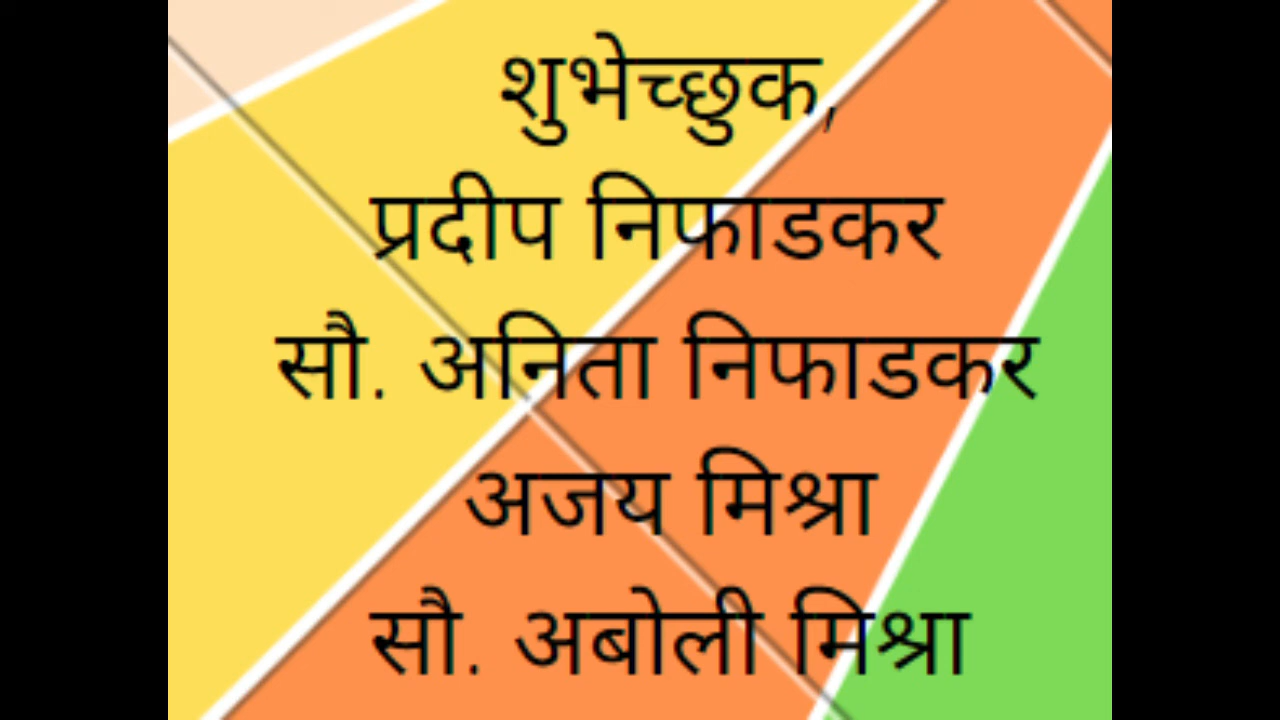 शुभेच्छुक,
प्रदीप निफाडकर
सौ. अनिता निफाडकर
अजय मिश्रा
सौ. अबोली मिश्रा